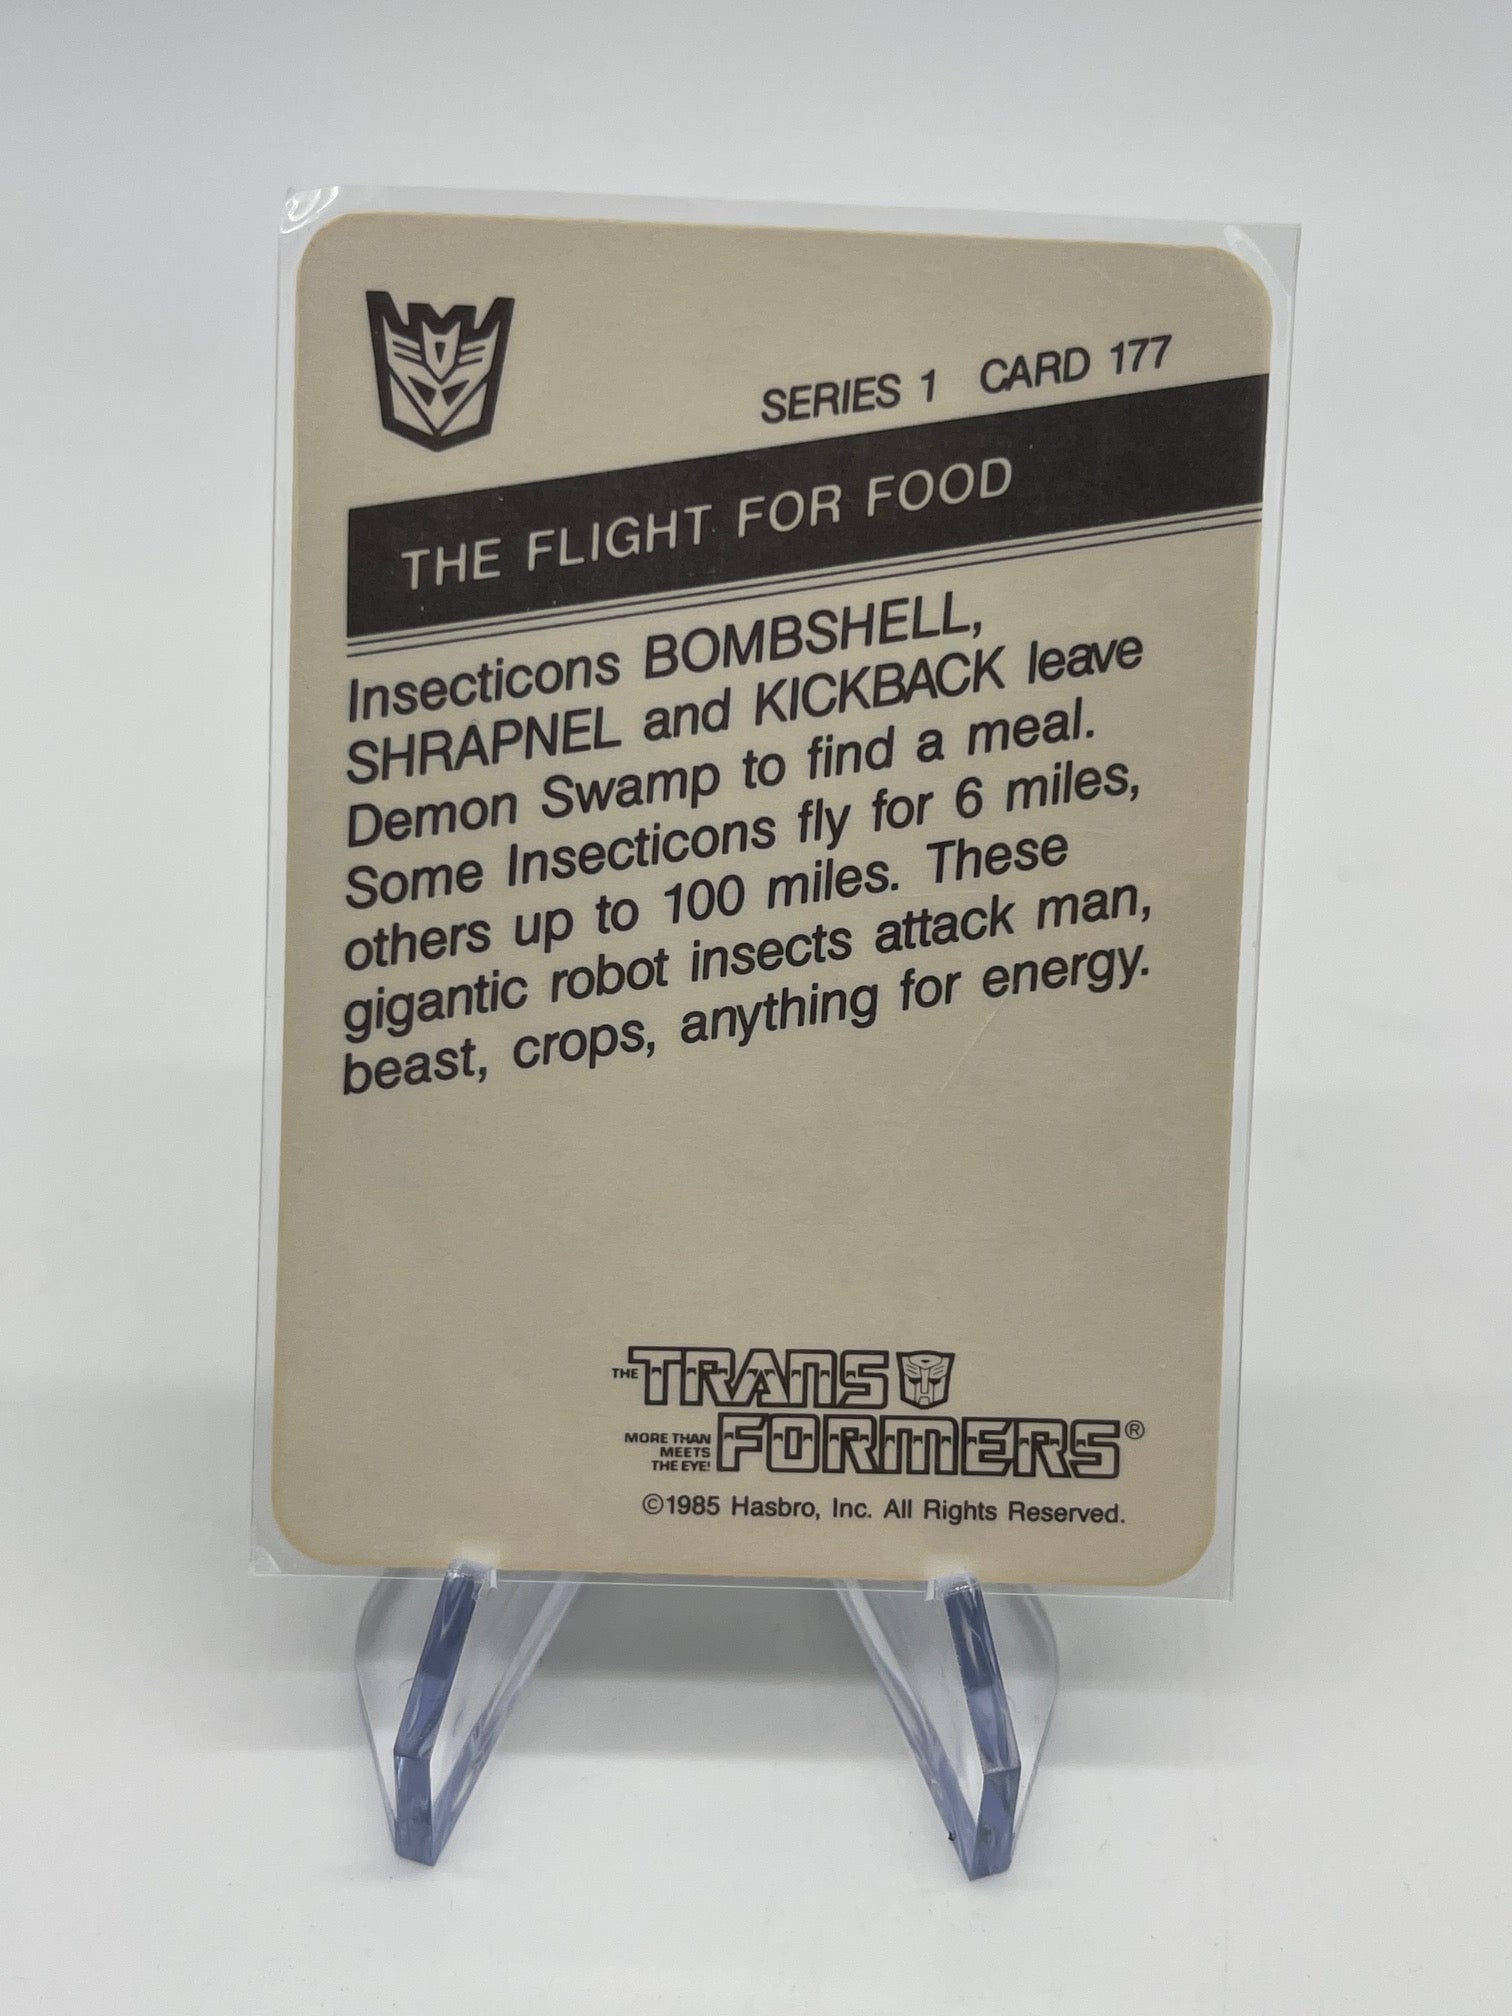 SERIES 1 CARD 177
THE FLIGHT FOR FOOD
Insecticons BOMBSHELL,
SHRAPNEL and KICKBACK leave
Demon Swamp to find a meal.
Some Insecticons fly for 6 miles,
others up to 100 miles. These
gigantic robot insects attack man,
beast, crops, anything for energy.
THE TRANS
MORE THAN
MEETS
THE EYE!
FORMERS®
©1985 Hasbro, Inc. All Rights Reserved.